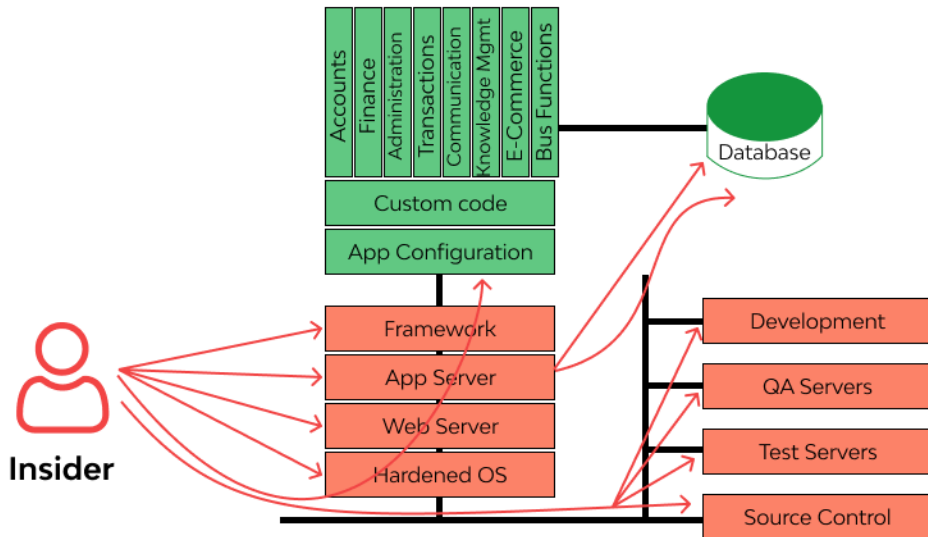 Accounts
Finance
Administration
Transactions
Communication
Knowledge Mgmt
E-Commerce
Bus Functions
Database
Custom code
App Configuration
Framework
App Server
Web Server
Hardened OS
Insider
Development
QA Servers
Test Servers
Source Control